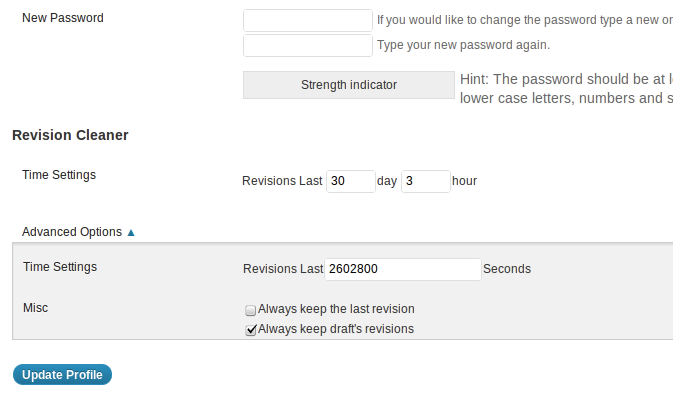 New Password If you would like to change the password type a new
Type your new password again.
Strength indicator Hint: The password should be at
lower case letters, numbers and
Revision Cleaner
Time Settings Revisions Last 30 day 3 hour
Advanced Options ▲
Time Settings Revisions Last 2602800 Seconds
Misc Always keep the last revision
Always keep draft's revisions
Update Profile